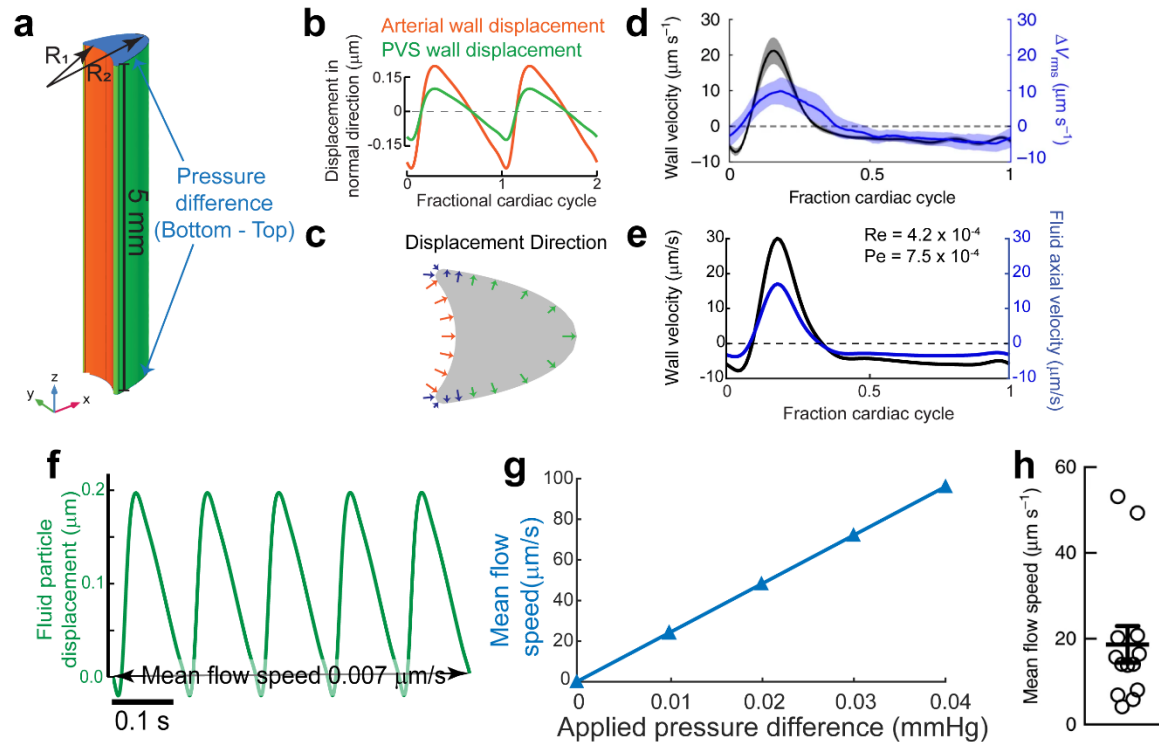 a
R₁
R₂
5 mm
Pressure
difference
(Bottom - Top)
z
y
x
b
Arterial wall displacement
PVS wall displacement
Displacement in
normal direction (μm)
0.15
0
-0.15
0
1
2
Fractional cardiac cycle
c
Displacement Direction
d
Wall velocity (μm s⁻¹)
30
20
10
0
–10
ΔVrms (μm s⁻¹)
30
20
10
0
–10
0
0.5
1
Fraction cardiac cycle
e
Re = 4.2 x 10⁻⁴
Pe = 7.5 x 10⁻⁴
Wall velocity (μm/s)
30
20
10
0
-10
Fluid axial velocity
(μm/s)
30
20
10
0
-10
0
0.5
1
Fraction cardiac cycle
f
Fluid particle
displacement (μm)
0.2
0.1
0.0
Mean flow speed 0.007 μm/s
0.1 s
g
Mean flow
speed(μm/s)
100
80
60
40
20
0
0
0.01
0.02
0.03
0.04
Applied pressure difference (mmHg)
h
Mean flow speed (μm s⁻¹)
60
40
20
0